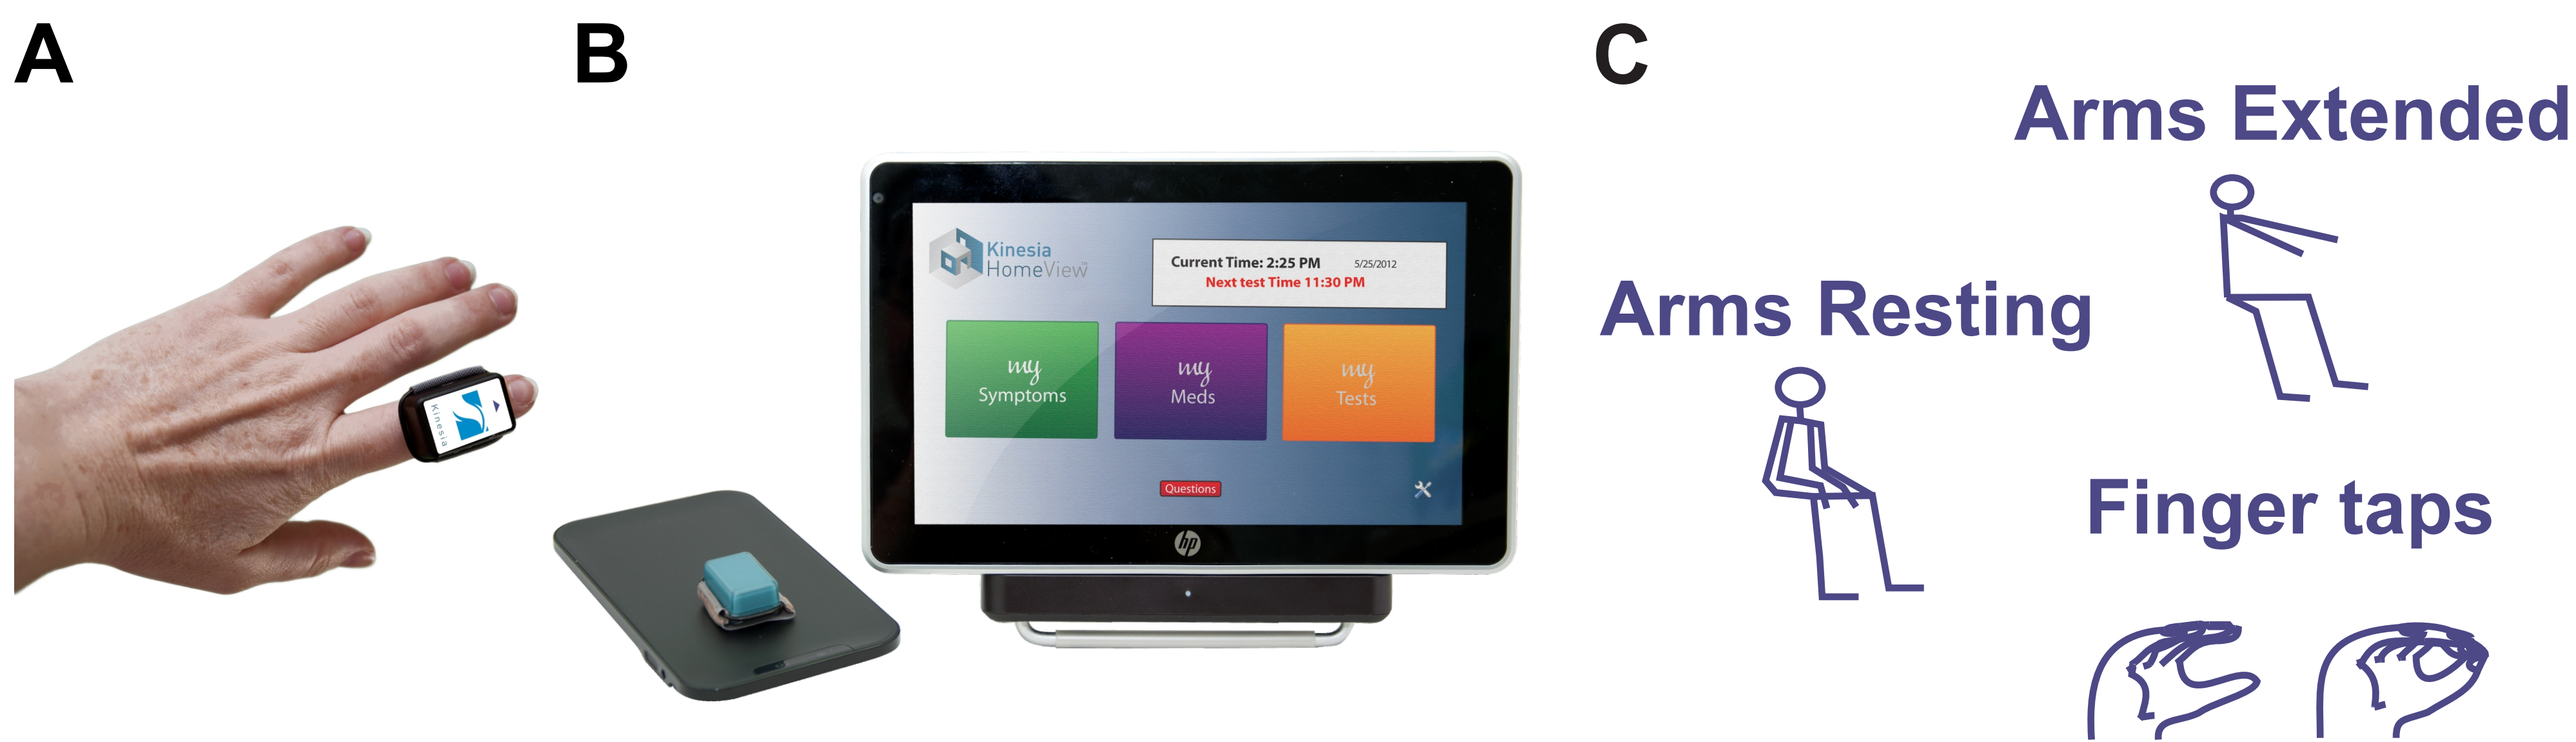 A
B
C
Kinesia
Kinesia
HomeView™
Current Time: 2:25 PM 5/25/2012
Next test Time 11:30 PM
my
Symptoms
my
Meds
my
Tests
Questions
hp
Arms Extended
Arms Resting
Finger taps